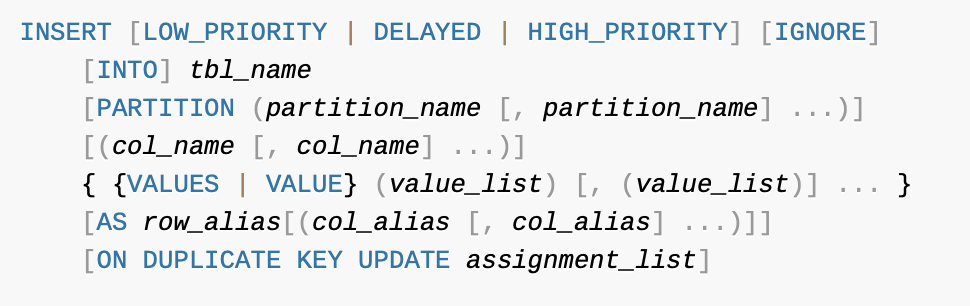 INSERT [LOW_PRIORITY | DELAYED | HIGH_PRIORITY] [IGNORE]
    [INTO] tbl_name
    [PARTITION (partition_name [, partition_name] ...)]
    [(col_name [, col_name] ...)]
    { {VALUES | VALUE} (value_list) [, (value_list)] ... }
    [AS row_alias[(col_alias [, col_alias] ...)]]
    [ON DUPLICATE KEY UPDATE assignment_list]